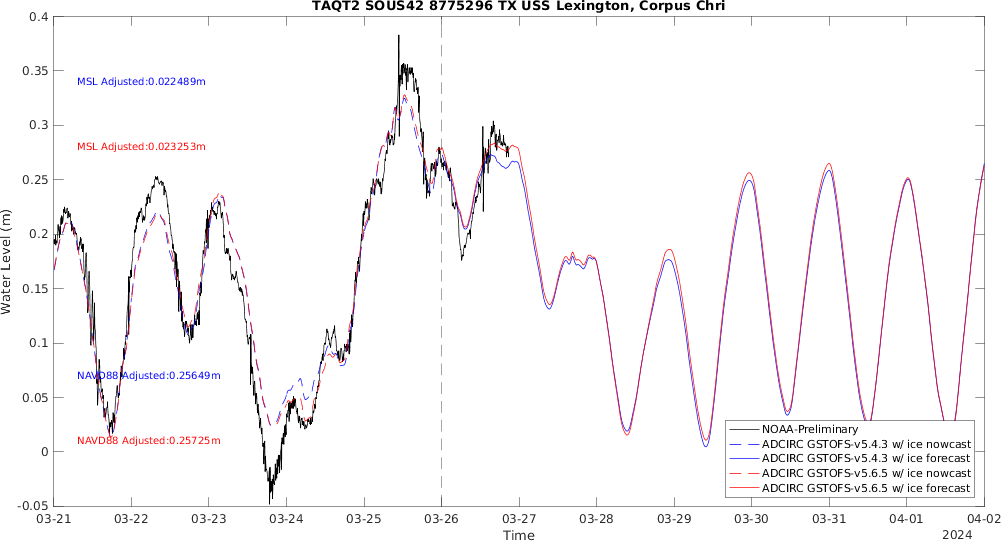 TAQT2 SOUS42 8775296 TX USS Lexington, Corpus Chri
0.4
0.35
0.3
0.25
0.2
0.15
0.1
0.05
0
-0.05
Water Level (m)
MSL Adjusted:0.022489m
MSL Adjusted:0.023253m
NAVD88 Adjusted:0.25649m
NAVD88 Adjusted:0.25725m
NOAA-Preliminary
ADCIRC GSTOFS-v5.4.3 w/ ice nowcast
ADCIRC GSTOFS-v5.4.3 w/ ice forecast
ADCIRC GSTOFS-v5.6.5 w/ ice nowcast
ADCIRC GSTOFS-v5.6.5 w/ ice forecast
03-21 03-22 03-23 03-24 03-25 03-26 03-27 03-28 03-29 03-30 03-31 04-01 04-02
Time
2024